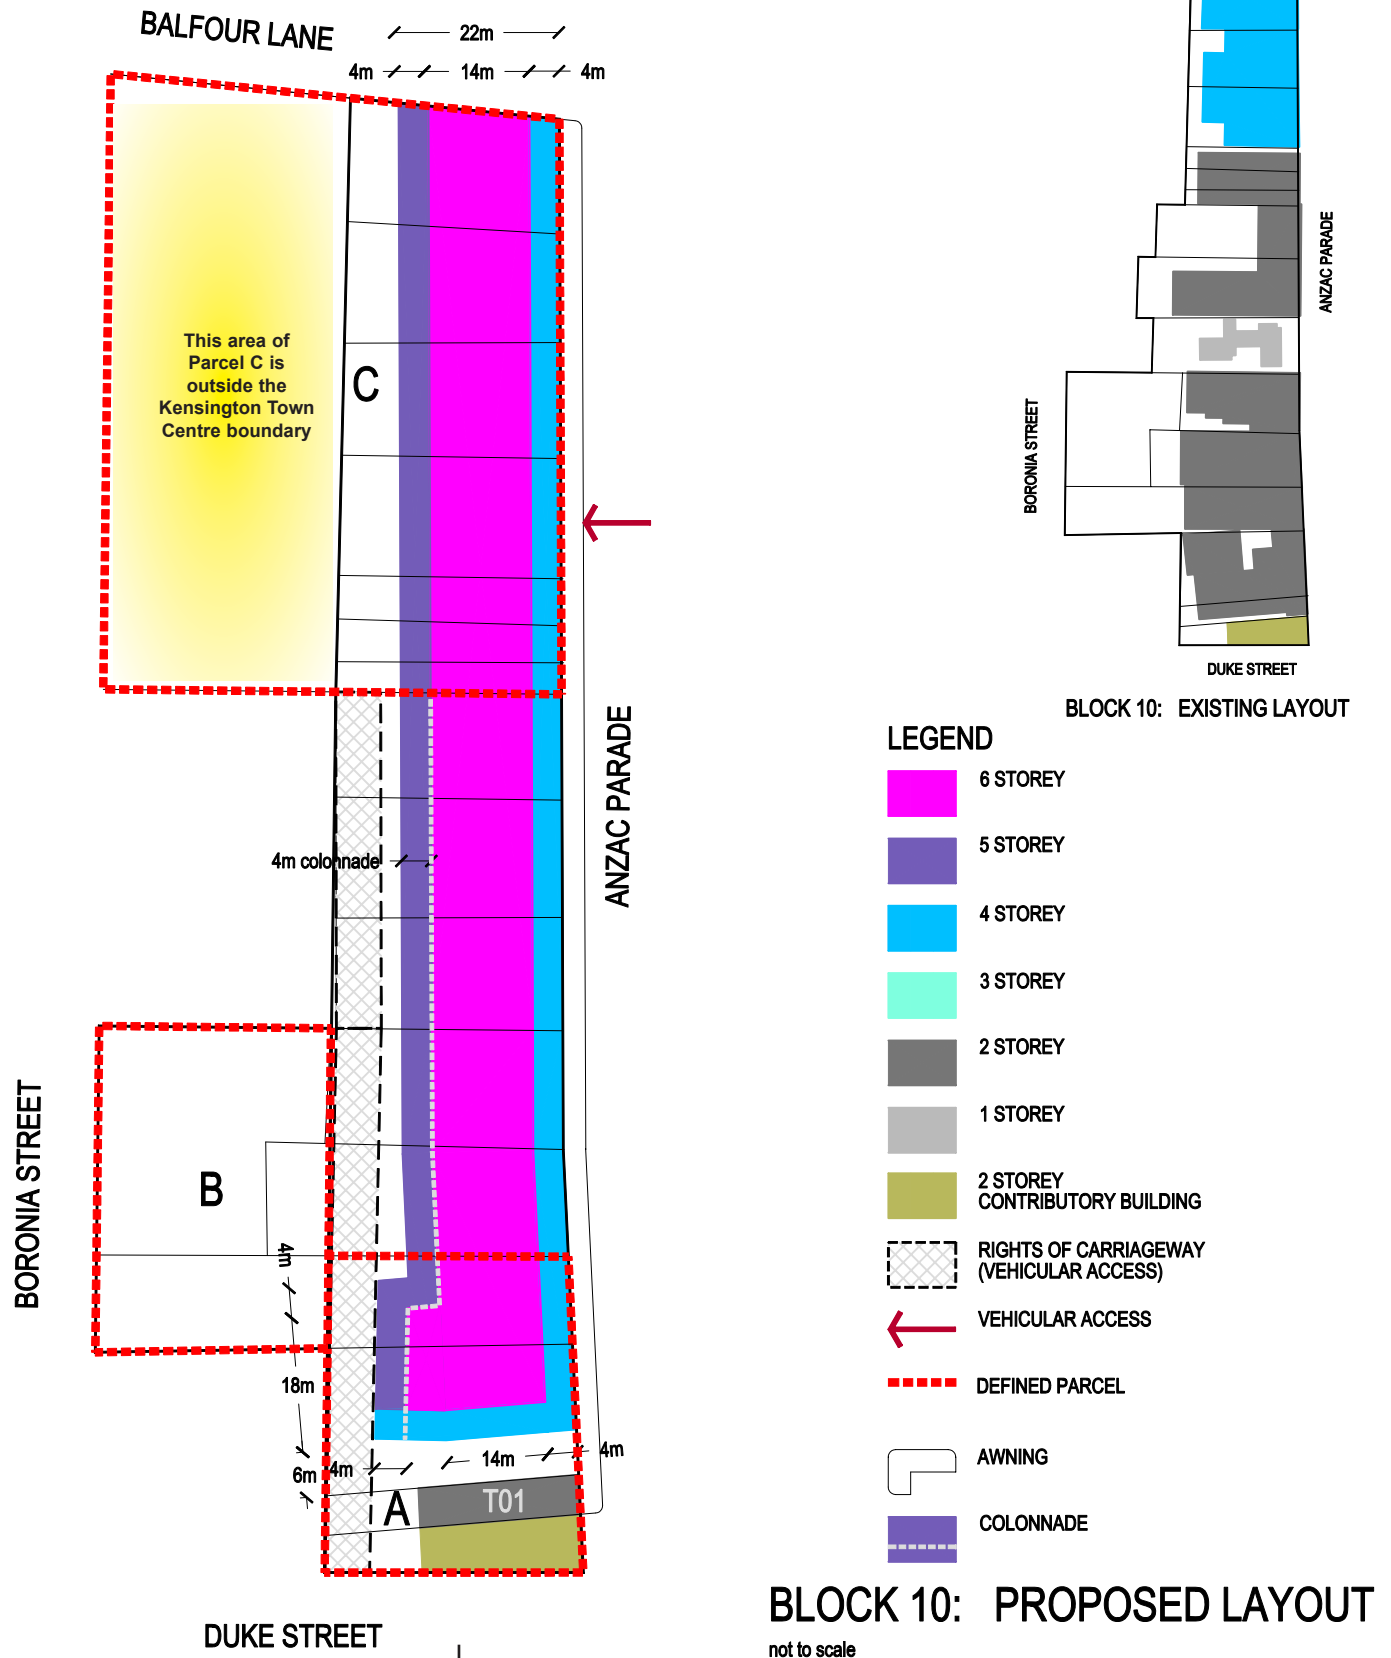 BALFOUR LANE
22m
4m
14m
4m
This area of
Parcel C is
outside the
Kensington Town
Centre boundary
C
ANZAC PARADE
4m colonnade
BORONIA STREET
B
4m
18m
6m
4m
14m
4m
A
T01
DUKE STREET
ANZAC PARADE
BORONIA STREET
DUKE STREET
BLOCK 10: EXISTING LAYOUT
LEGEND
6 STOREY
5 STOREY
4 STOREY
3 STOREY
2 STOREY
1 STOREY
2 STOREY
CONTRIBUTORY BUILDING
RIGHTS OF CARRIAGEWAY
(VEHICULAR ACCESS)
VEHICULAR ACCESS
DEFINED PARCEL
AWNING
COLONNADE
BLOCK 10: PROPOSED LAYOUT
not to scale